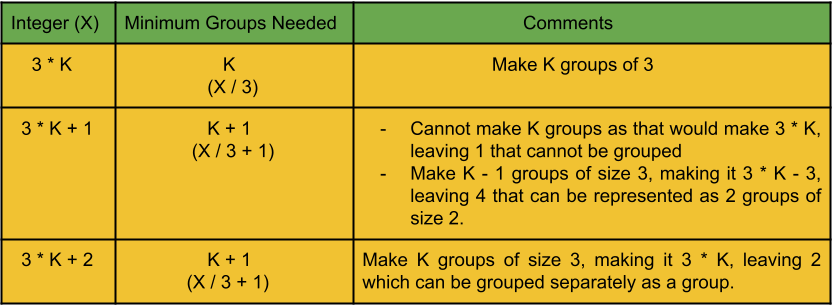 Integer (X) Minimum Groups Needed Comments
3 * K K Make K groups of 3
(X / 3)
3 * K + 1 K + 1 - Cannot make K groups as that would make 3 * K,
(X / 3 + 1) leaving 1 that cannot be grouped
- Make K - 1 groups of size 3, making it 3 * K - 3,
leaving 4 that can be represented as 2 groups of
size 2.
3 * K + 2 K + 1 Make K groups of size 3, making it 3 * K, leaving 2
(X / 3 + 1) which can be grouped separately as a group.